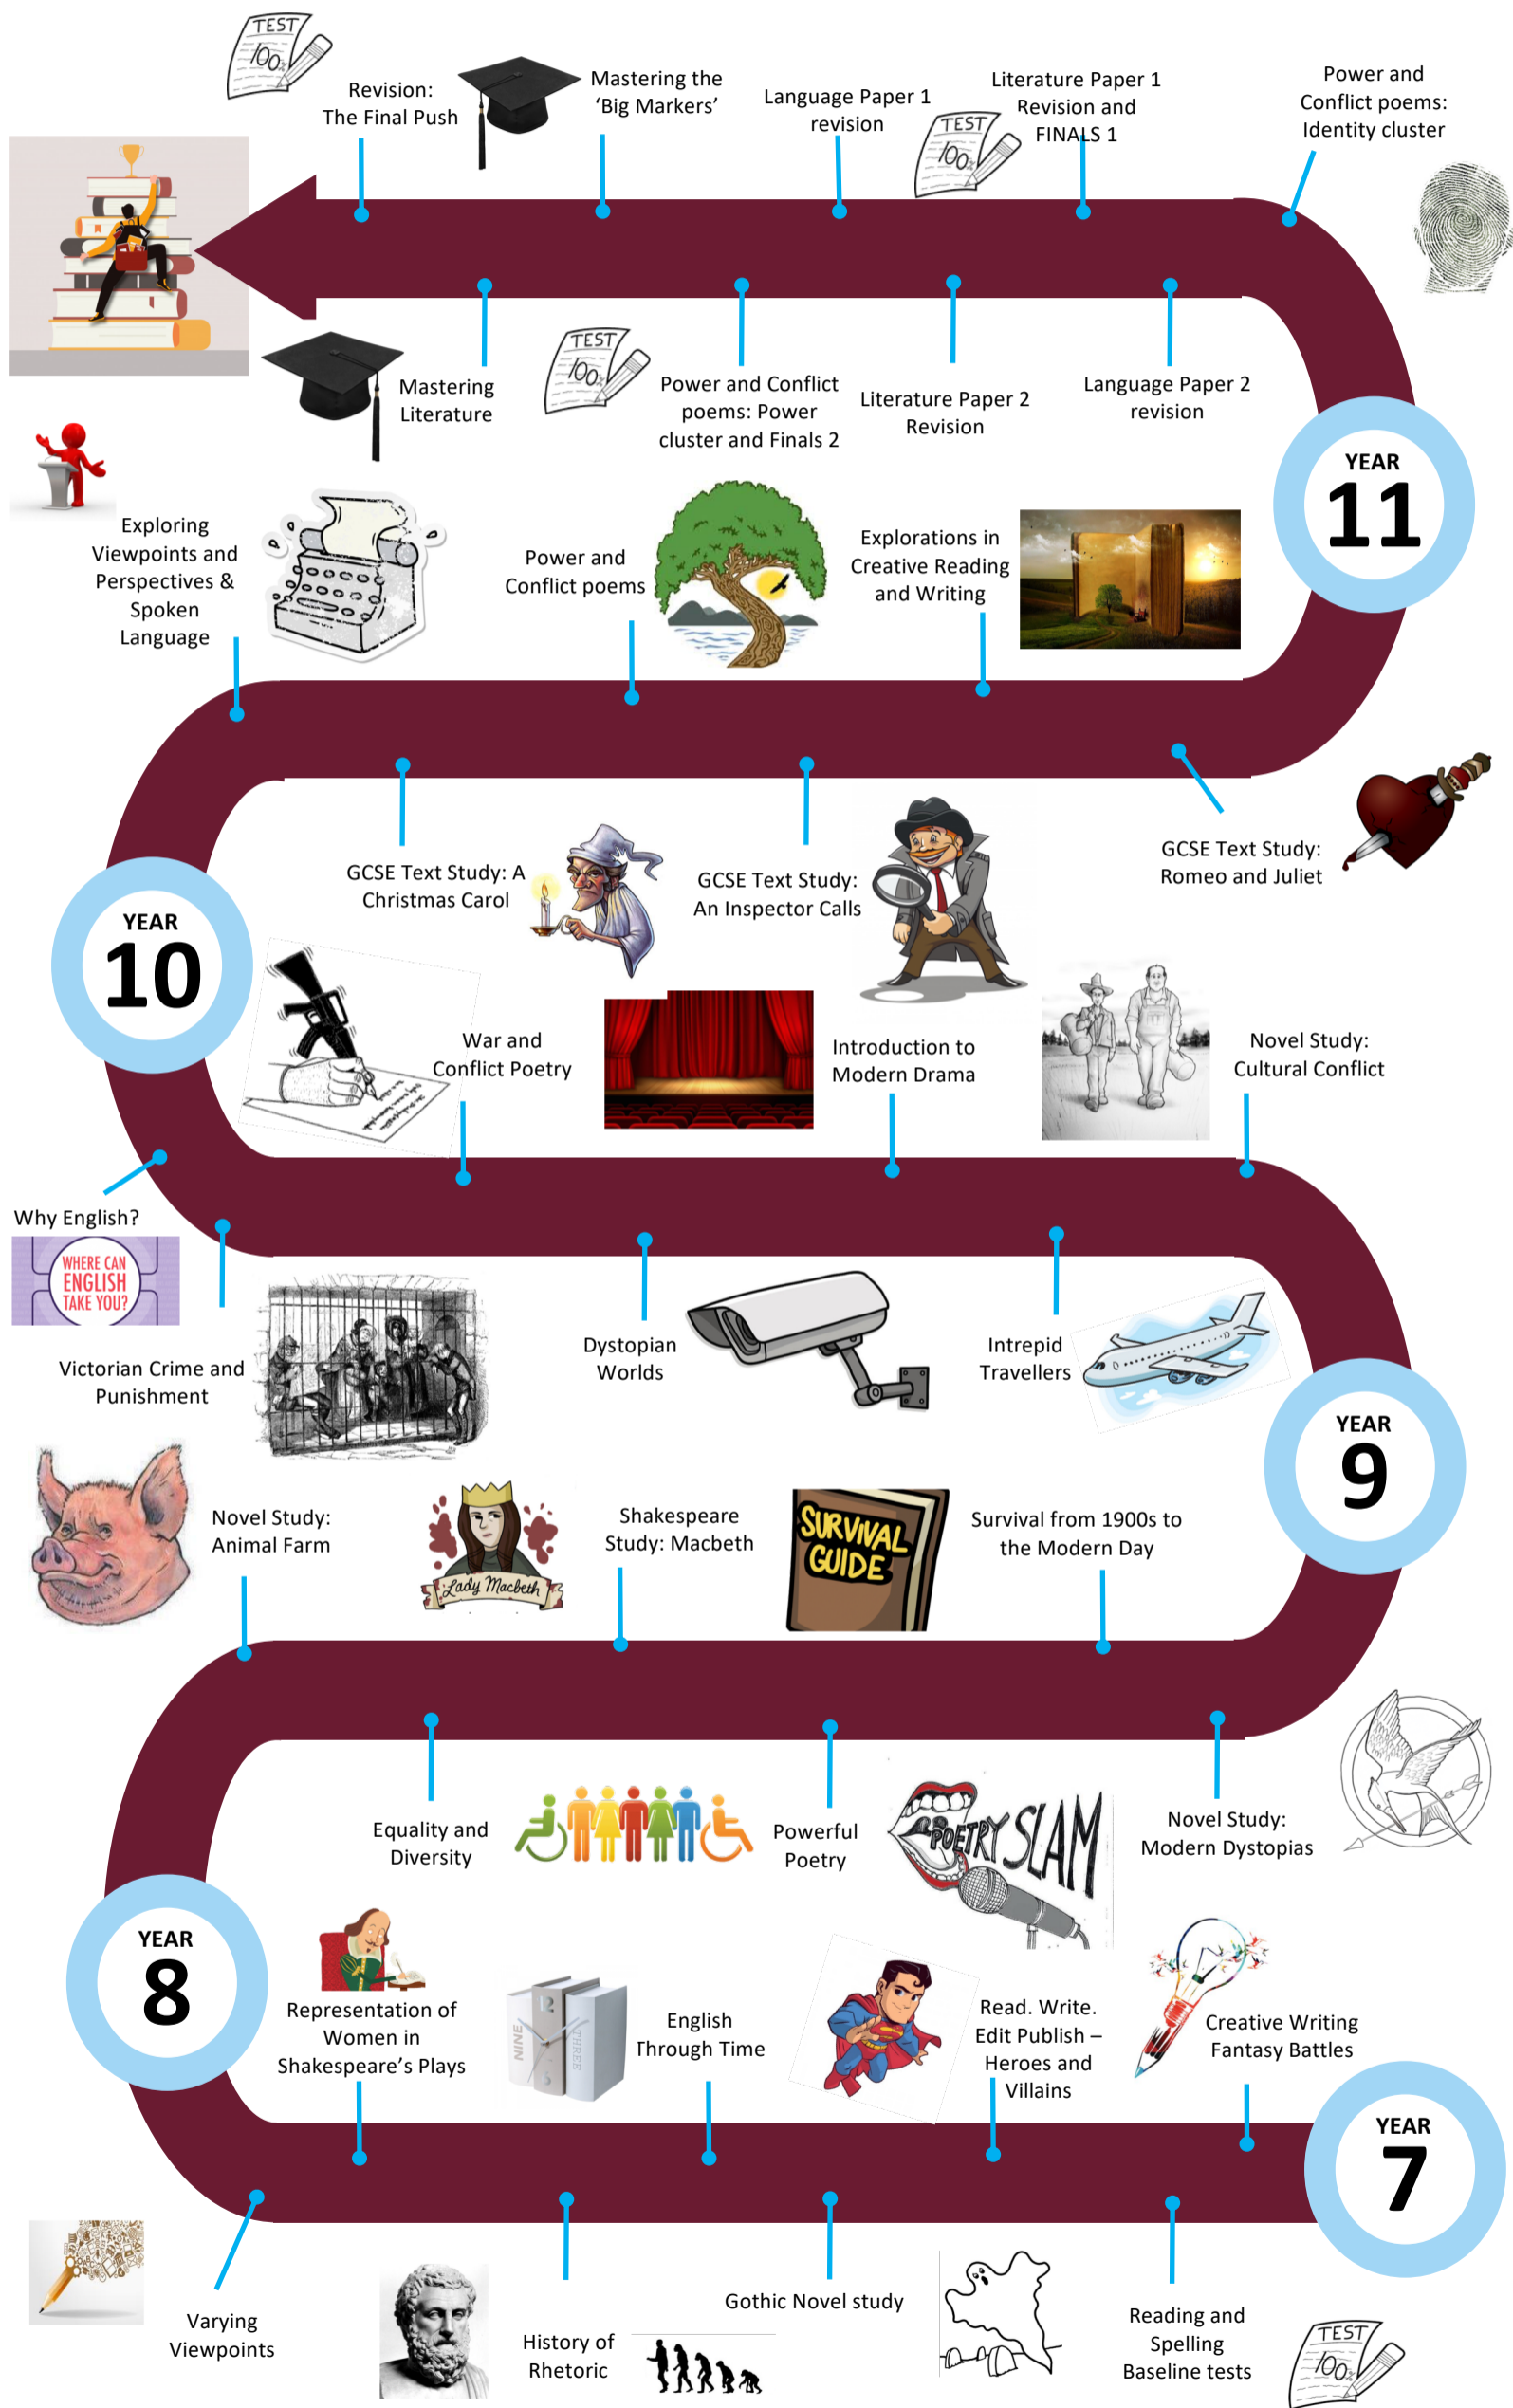 TEST
100%
Revision:
The Final Push
Mastering the
‘Big Markers’
Language Paper 1
revision
TEST
100%
Literature Paper 1
Revision and
FINALS 1
Power and
Conflict poems:
Identity cluster
Mastering
Literature
TEST
100%
Power and Conflict
poems: Power
cluster and Finals 2
Literature Paper 2
Revision
Language Paper 2
revision
YEAR
11
Exploring
Viewpoints and
Perspectives &
Spoken
Language
Power and
Conflict poems
Explorations in
Creative Reading
and Writing
GCSE Text Study: A
Christmas Carol
GCSE Text Study:
An Inspector Calls
GCSE Text Study:
Romeo and Juliet
YEAR
10
War and
Conflict Poetry
Introduction to
Modern Drama
Novel Study:
Cultural Conflict
Why English?
WHERE CAN
ENGLISH
TAKE YOU?
Victorian Crime and
Punishment
Dystopian
Worlds
Intrepid
Travellers
YEAR
9
Novel Study:
Animal Farm
Lady Macbeth
Shakespeare
Study: Macbeth
SURVIVAL
GUIDE
Survival from 1900s to
the Modern Day
Equality and
Diversity
Powerful
Poetry
POETRY SLAM
Novel Study:
Modern Dystopias
YEAR
8
Representation of
Women in
Shakespeare’s Plays
NINE
12
THREE
6
English
Through Time
Read. Write.
Edit Publish –
Heroes and
Villains
Creative Writing
Fantasy Battles
YEAR
7
Varying
Viewpoints
History of
Rhetoric
Gothic Novel study
Reading and
Spelling
Baseline tests
TEST
100%